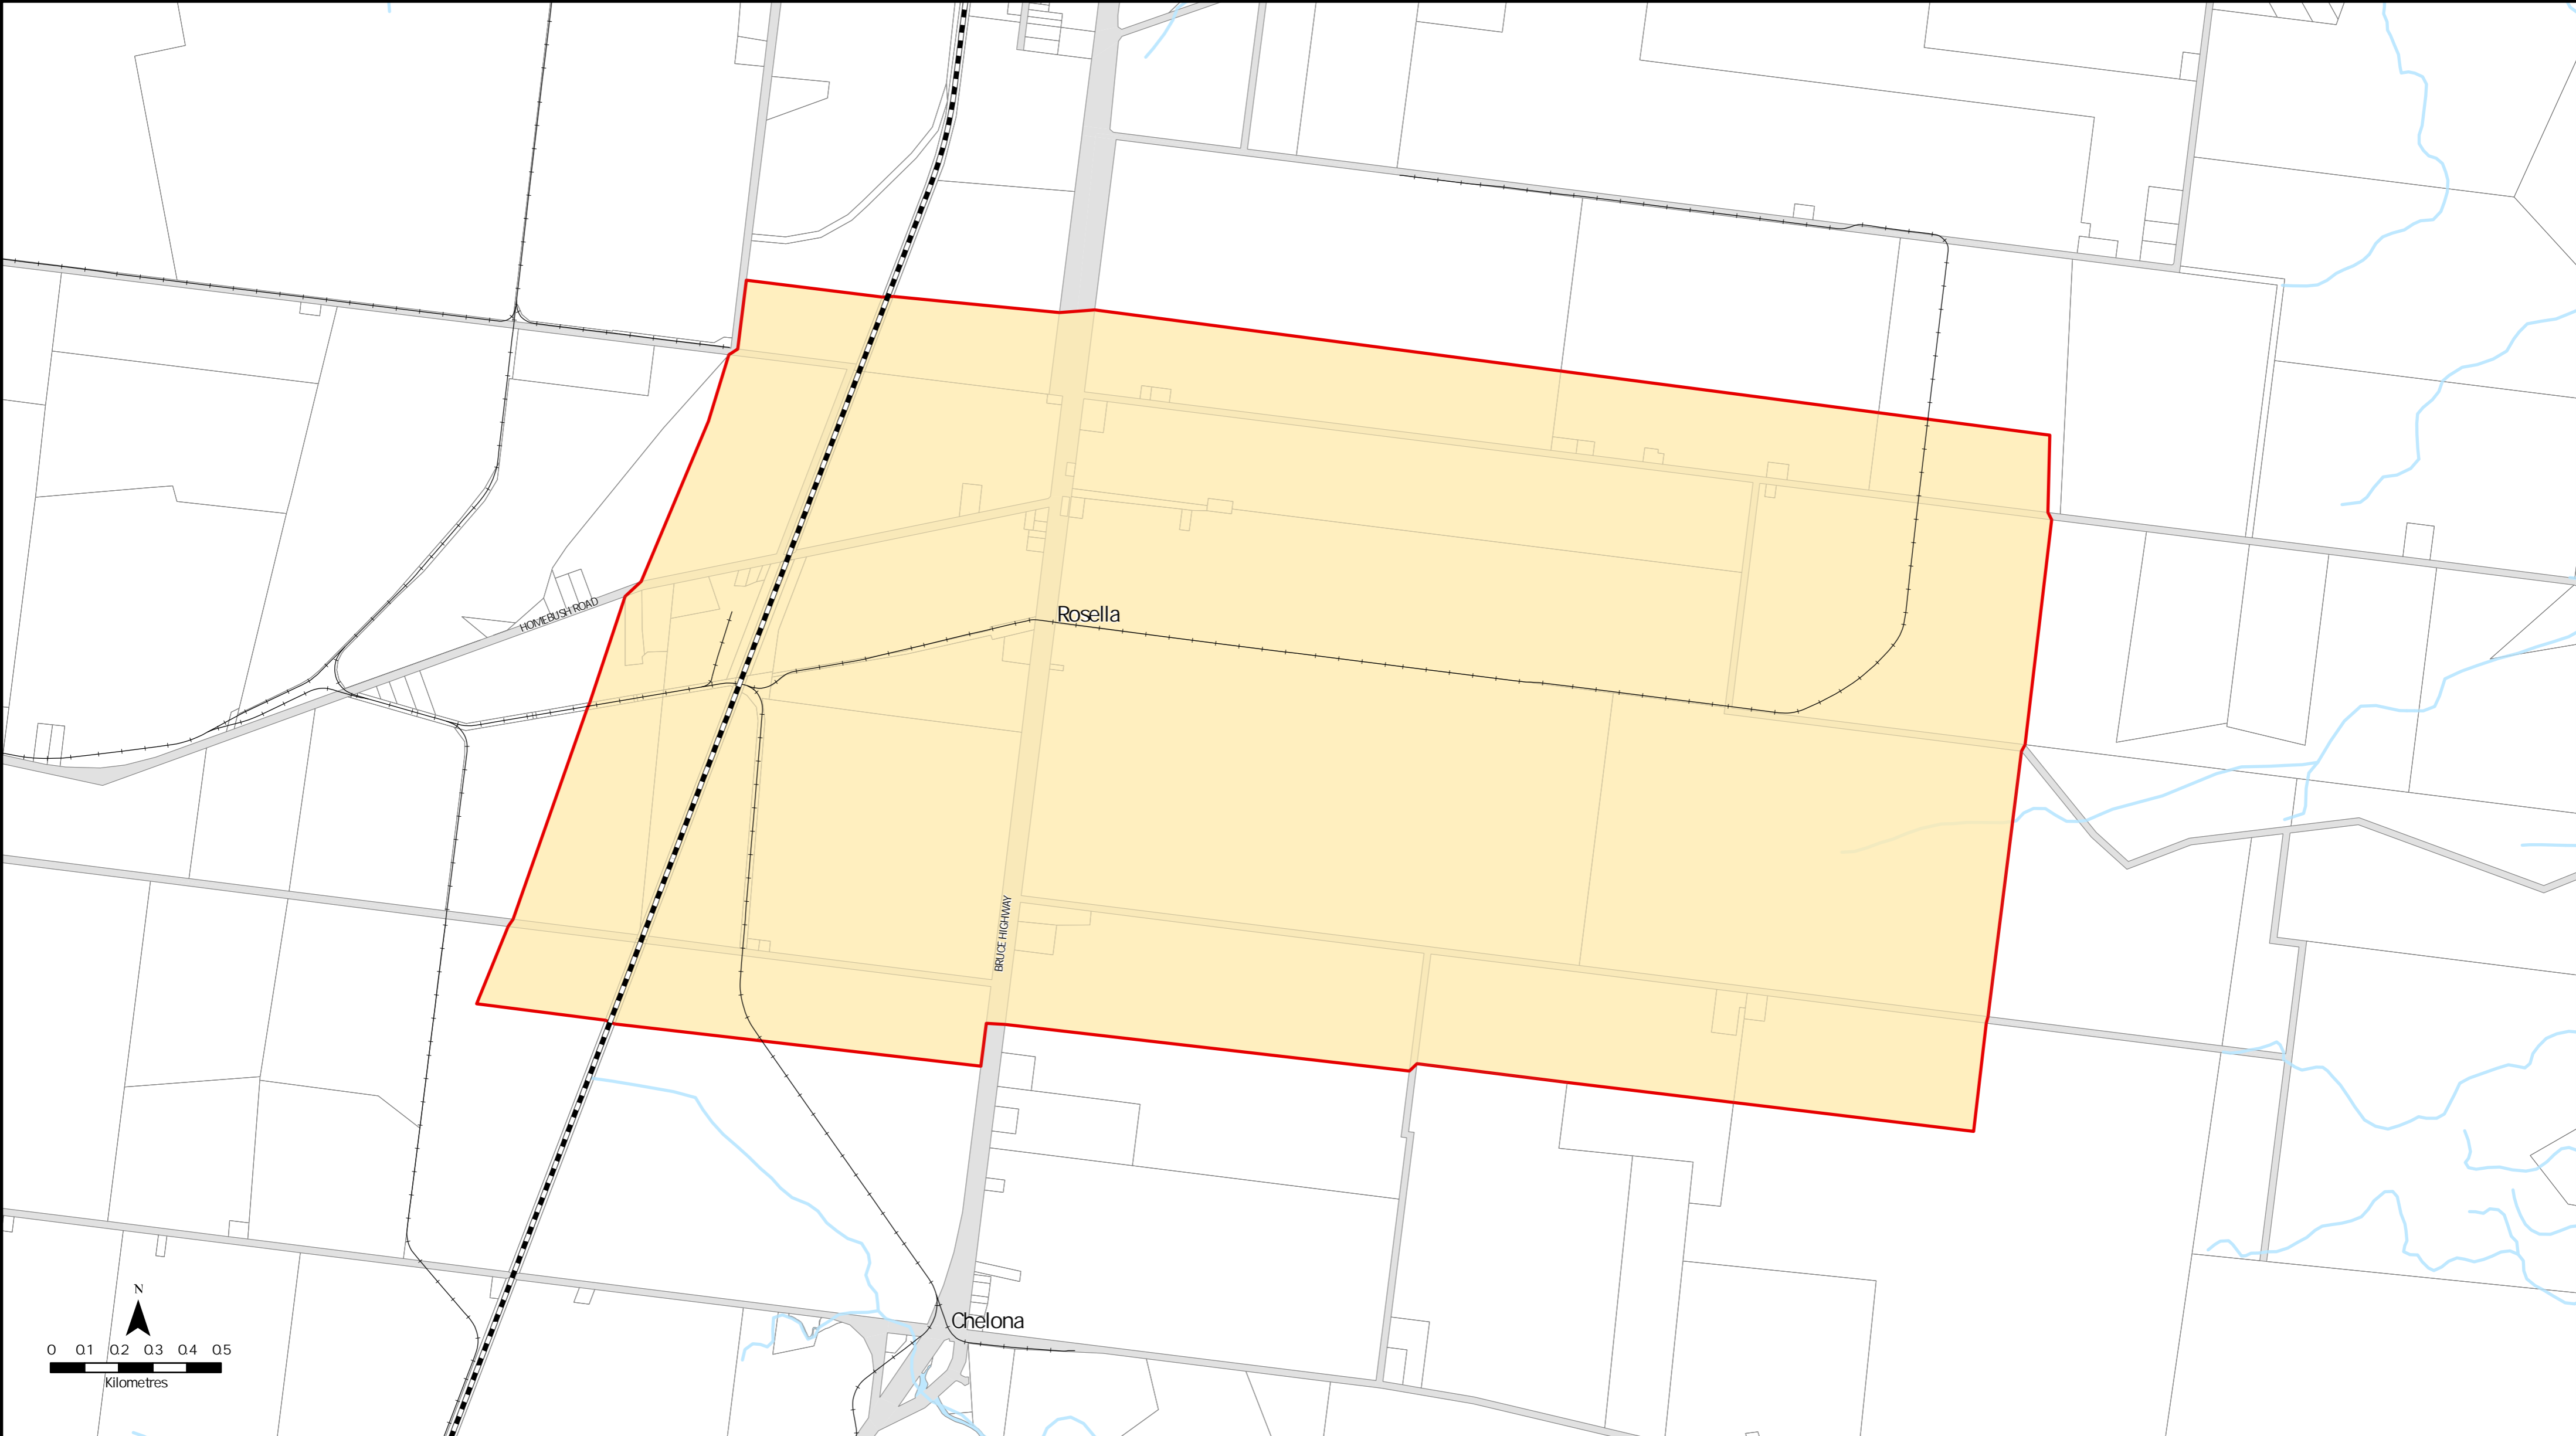 HOMEBUSH ROAD
Rosella
BRUCE HIGHWAY
Chelona
N
0 0.1 0.2 0.3 0.4 0.5
Kilometres